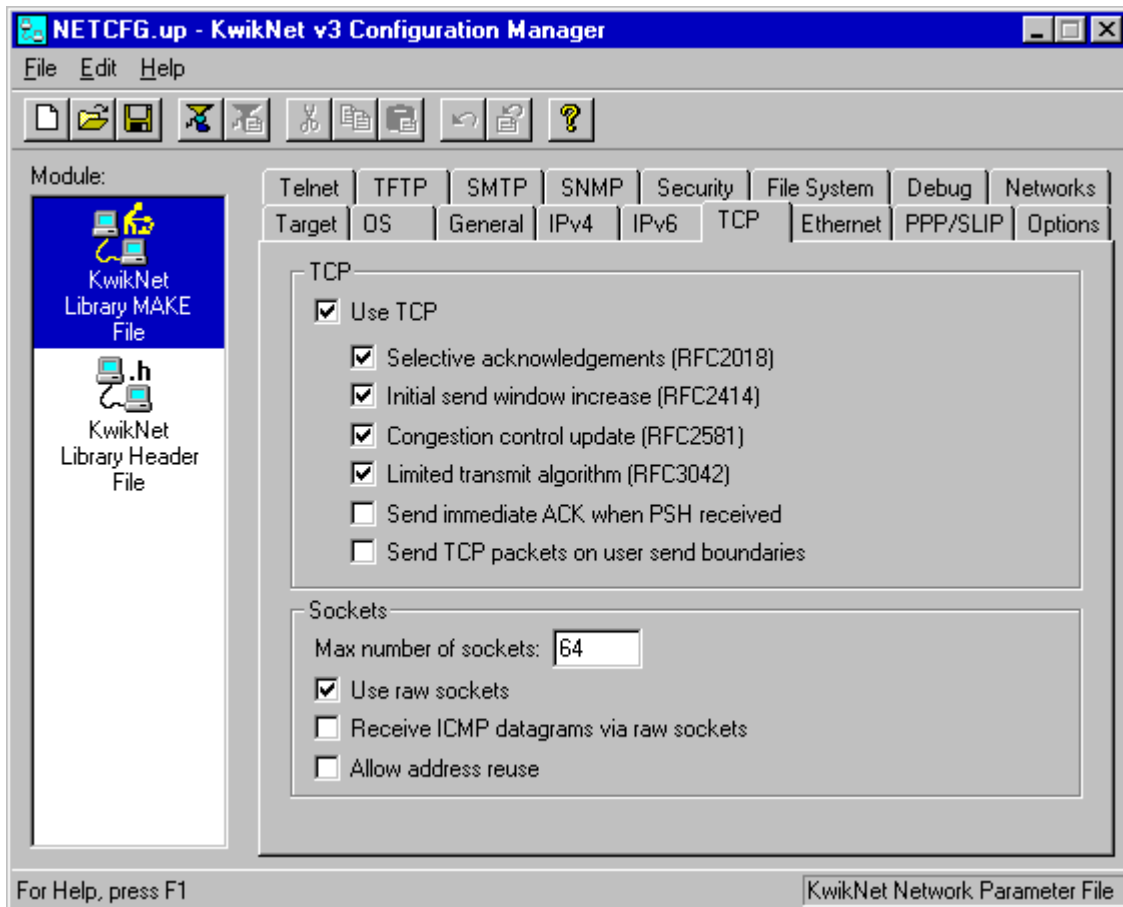 NETCFG.up - KwikNet v3 Configuration Manager
File Edit Help
Module:
KwikNet
Library MAKE
File
.h
KwikNet
Library Header
File
Telnet TFTP SMTP SNMP Security File System Debug Networks
Target OS General IPv4 IPv6 TCP Ethernet PPP/SLIP Options
TCP
Use TCP
Selective acknowledgements (RFC2018)
Initial send window increase (RFC2414)
Congestion control update (RFC2581)
Limited transmit algorithm (RFC3042)
Send immediate ACK when PSH received
Send TCP packets on user send boundaries
Sockets
Max number of sockets: 64
Use raw sockets
Receive ICMP datagrams via raw sockets
Allow address reuse
For Help, press F1
KwikNet Network Parameter File